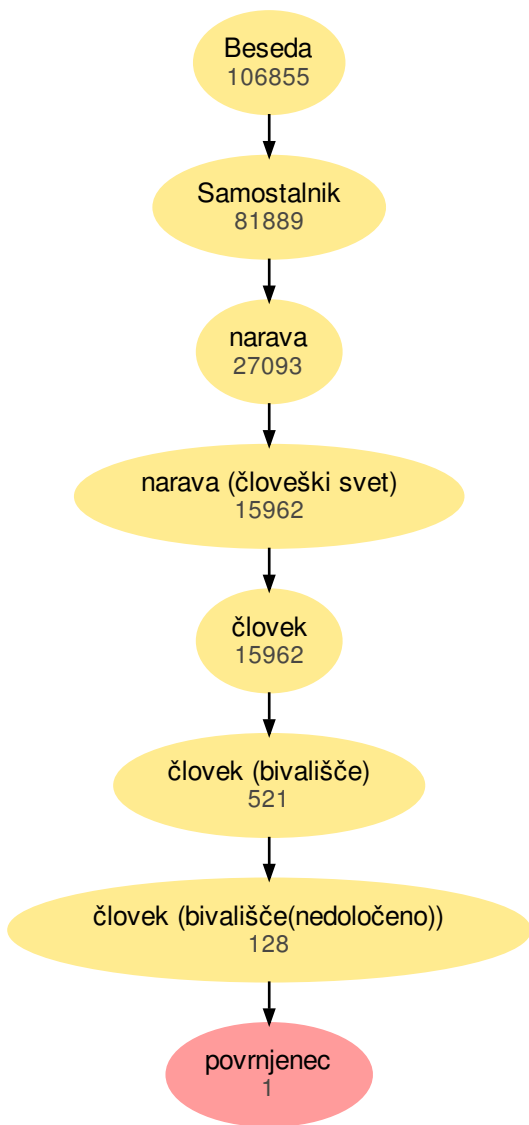 Beseda
106855
Samostalnik
81889
narava
27093
narava (človeški svet)
15962
človek
15962
človek (bivališče)
521
človek (bivališče(nedoločeno))
128
povrnjenec
1